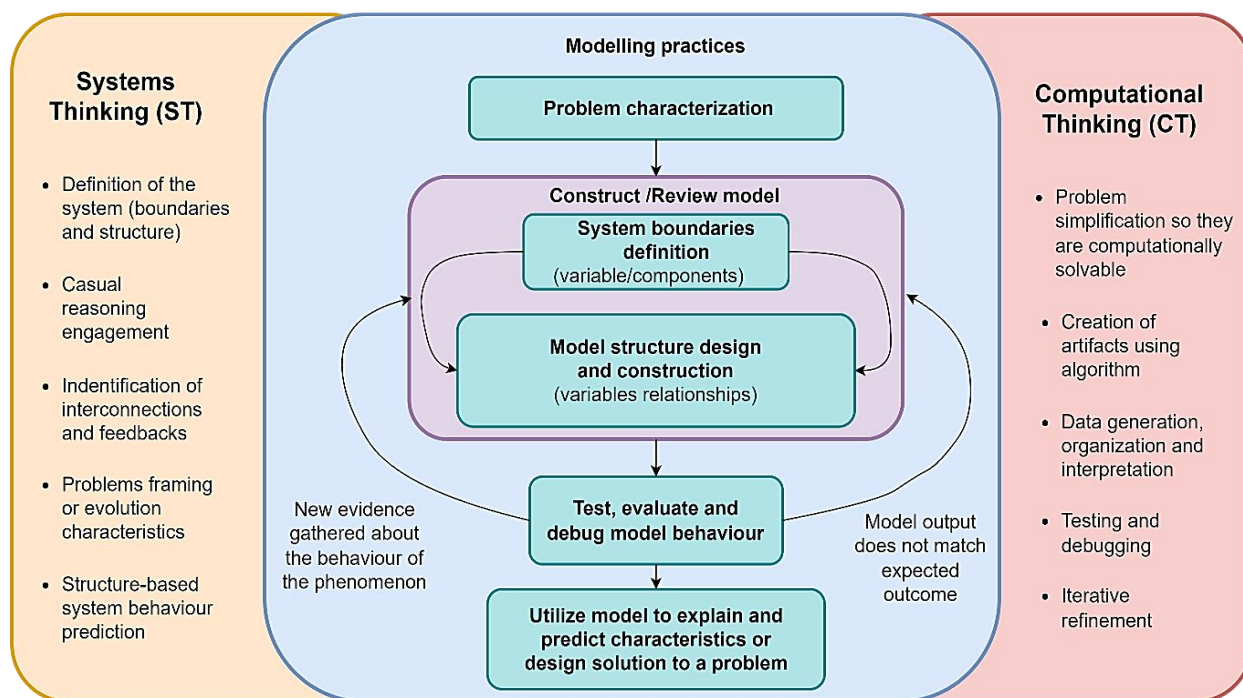 Systems
Thinking (ST)
• Definition of the
system (boundaries
and structure)
• Casual
reasoning
engagement
• Indentification of
interconnections
and feedbacks
• Problems framing
or evolution
characteristics
• Structure-based
system behaviour
prediction
Modelling practices
Problem characterization
Construct /Review model
System boundaries
definition
(variable/components)
Model structure design
and construction
(variables relationships)
New evidence
gathered about
the behaviour of
the phenomenon
Test, evaluate and
debug model behaviour
Model output
does not match
expected
outcome
Utilize model to explain and
predict characteristics or
design solution to a problem
Computational
Thinking (CT)
• Problem
simplification so they
are computationally
solvable
• Creation of
artifacts using
algorithm
• Data generation,
organization and
interpretation
• Testing and
debugging
• Iterative
refinement